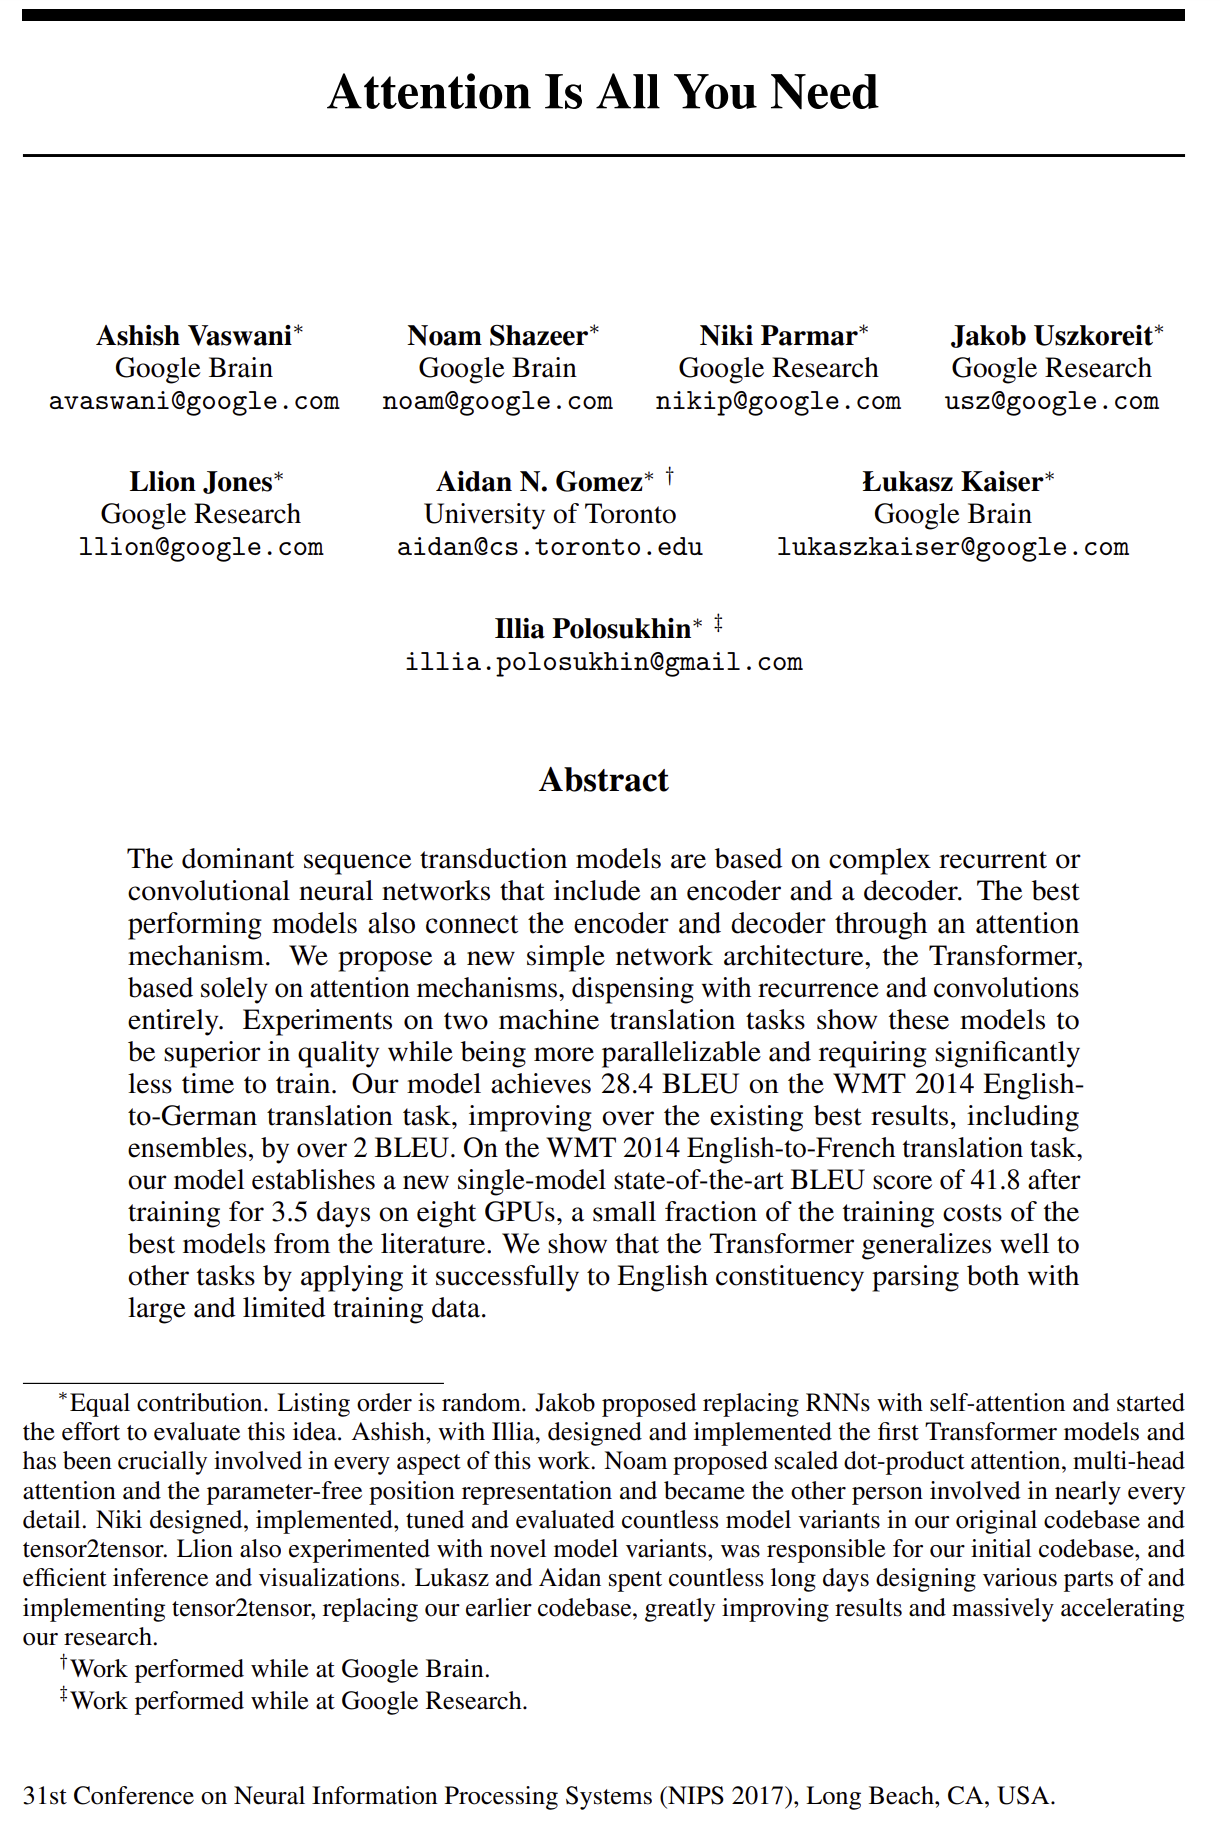 Attention Is All You Need
Ashish Vaswani∗ Noam Shazeer∗ Niki Parmar∗ Jakob Uszkoreit∗
Google Brain Google Brain Google Research Google Research
avaswani@google.com noam@google.com nikip@google.com usz@google.com
Llion Jones∗ Aidan N. Gomez∗ † Łukasz Kaiser∗
Google Research University of Toronto Google Brain
llion@google.com aidan@cs.toronto.edu lukaszkaiser@google.com
Illia Polosukhin∗ ‡
illia.polosukhin@gmail.com
Abstract
The dominant sequence transduction models are based on complex recurrent or
convolutional neural networks that include an encoder and a decoder. The best
performing models also connect the encoder and decoder through an attention
mechanism. We propose a new simple network architecture, the Transformer,
based solely on attention mechanisms, dispensing with recurrence and convolutions
entirely. Experiments on two machine translation tasks show these models to
be superior in quality while being more parallelizable and requiring significantly
less time to train. Our model achieves 28.4 BLEU on the WMT 2014 English-
to-German translation task, improving over the existing best results, including
ensembles, by over 2 BLEU. On the WMT 2014 English-to-French translation task,
our model establishes a new single-model state-of-the-art BLEU score of 41.8 after
training for 3.5 days on eight GPUs, a small fraction of the training costs of the
best models from the literature. We show that the Transformer generalizes well to
other tasks by applying it successfully to English constituency parsing both with
large and limited training data.
∗Equal contribution. Listing order is random. Jakob proposed replacing RNNs with self-attention and started
the effort to evaluate this idea. Ashish, with Illia, designed and implemented the first Transformer models and
has been crucially involved in every aspect of this work. Noam proposed scaled dot-product attention, multi-head
attention and the parameter-free position representation and became the other person involved in nearly every
detail. Niki designed, implemented, tuned and evaluated countless model variants in our original codebase and
tensor2tensor. Llion also experimented with novel model variants, was responsible for our initial codebase, and
efficient inference and visualizations. Lukasz and Aidan spent countless long days designing various parts of and
implementing tensor2tensor, replacing our earlier codebase, greatly improving results and massively accelerating
our research.
†Work performed while at Google Brain.
‡Work performed while at Google Research.
31st Conference on Neural Information Processing Systems (NIPS 2017), Long Beach, CA, USA.